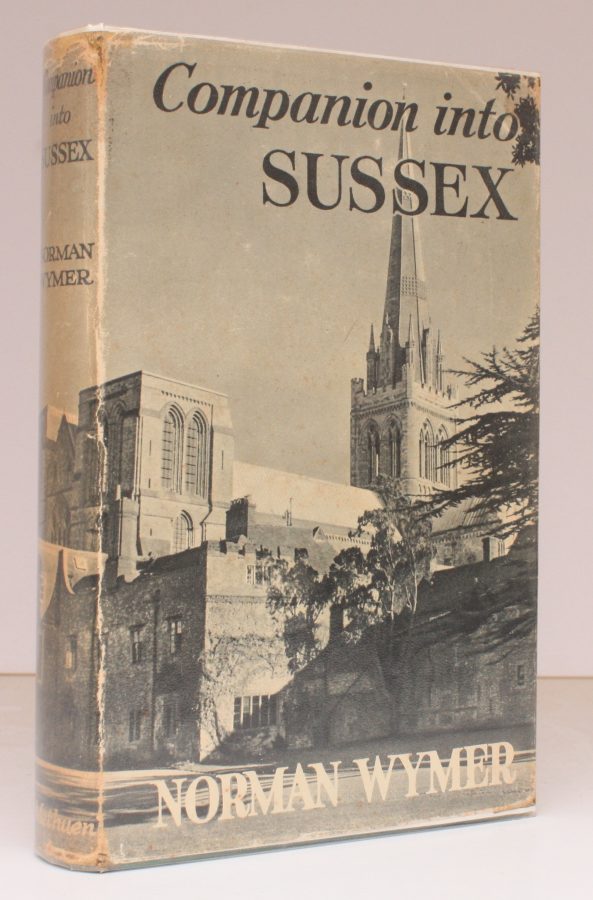 Companion
into
SUSSEX
NORMAN
WYMER
Methuen
Companion into
SUSSEX
NORMAN WYMER